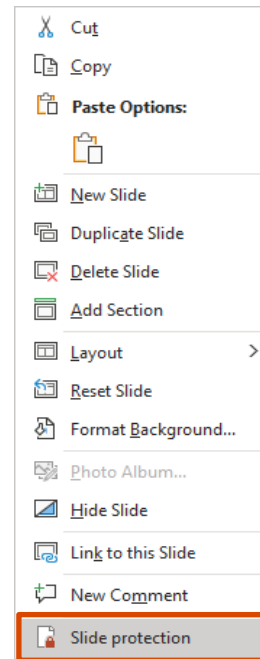 Cut
Copy
Paste Options:
New Slide
Duplicate Slide
Delete Slide
Add Section
Layout
Reset Slide
Format Background...
Photo Album...
Hide Slide
Link to this Slide
New Comment
Slide protection